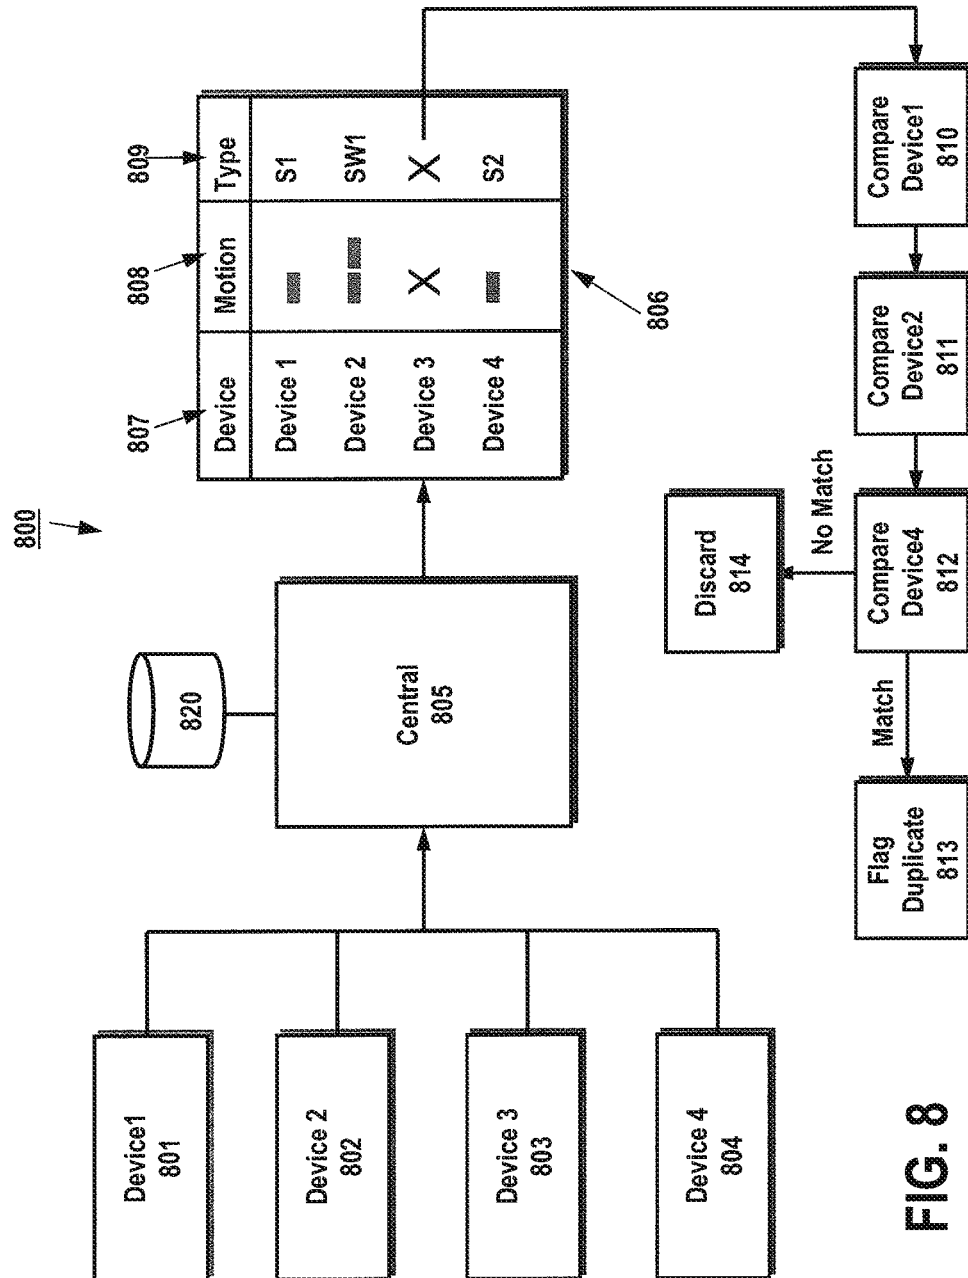 800
Device1
801
Device 2
802
Device 3
803
Device 4
804
820
Central
805
807
808
809
Device
Motion
Type
Device 1
S1
Device 2
SW1
Device 3
X
X
Device 4
S2
806
Compare
Device1
810
Compare
Device2
811
Compare
Device4
812
No Match
Discard
814
Match
Flag
Duplicate
813
FIG. 8